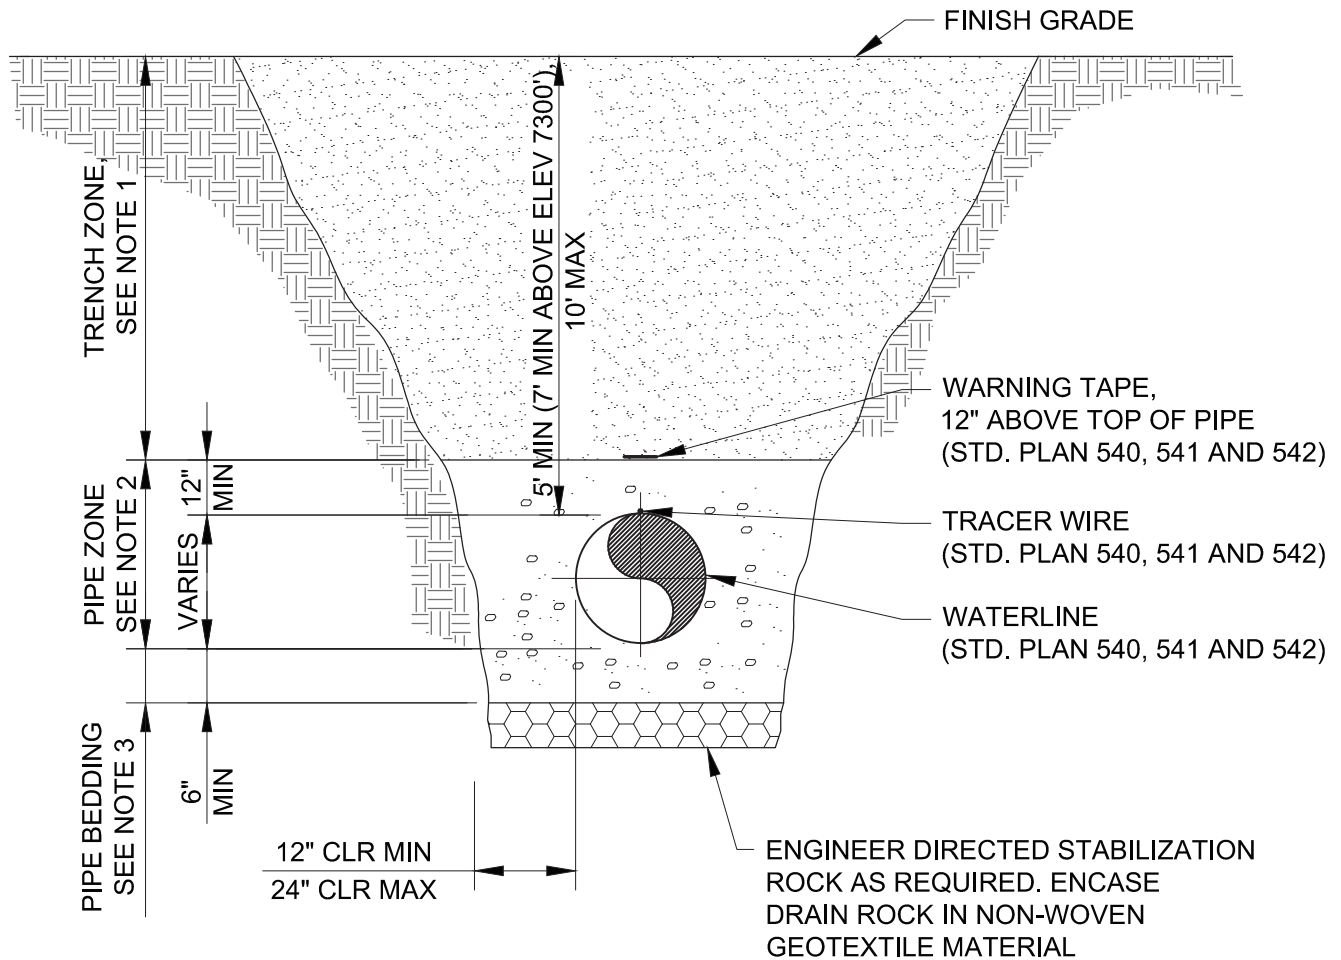 FINISH GRADE
TRENCH ZONE,
SEE NOTE 1
5' MIN (7' MIN ABOVE ELEV 7300'),
10' MAX
WARNING TAPE,
12" ABOVE TOP OF PIPE
(STD. PLAN 540, 541 AND 542)
PIPE ZONE
SEE NOTE 2
12"
MIN
VARIES
TRACER WIRE
(STD. PLAN 540, 541 AND 542)
WATERLINE
(STD. PLAN 540, 541 AND 542)
PIPE BEDDING
SEE NOTE 3
6"
MIN
12" CLR MIN
24" CLR MAX
ENGINEER DIRECTED STABILIZATION
ROCK AS REQUIRED. ENCASE
DRAIN ROCK IN NON-WOVEN
GEOTEXTILE MATERIAL